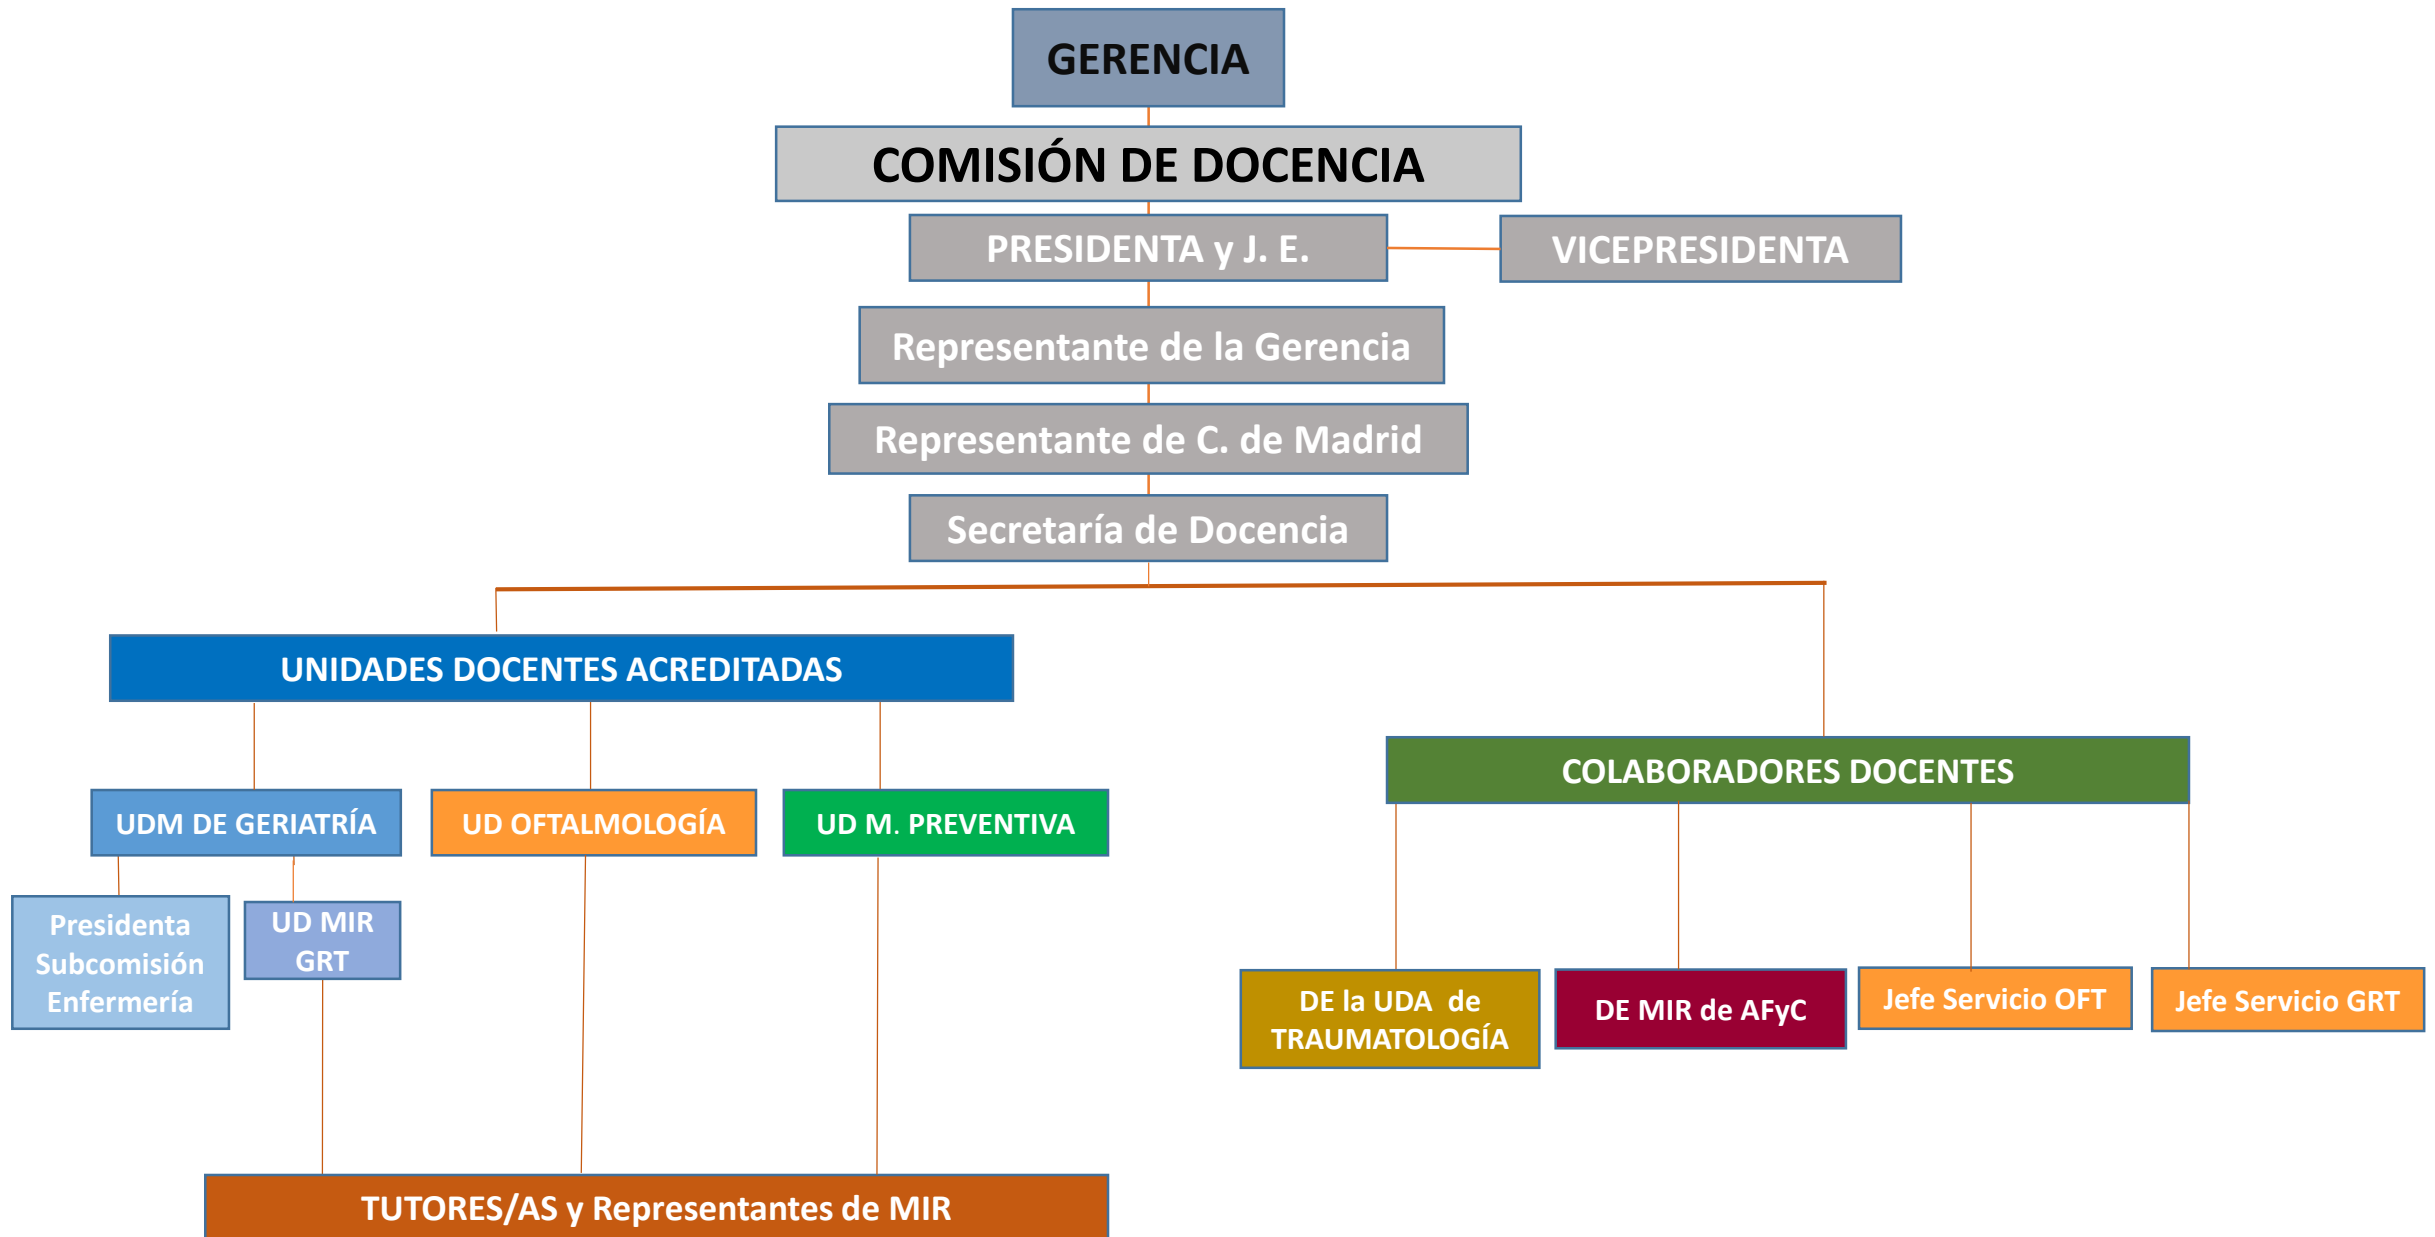 GERENCIA
COMISIÓN DE DOCENCIA
PRESIDENTA y J. E.
VICEPRESIDENTA
Representante de la Gerencia
Representante de C. de Madrid
Secretaría de Docencia
UNIDADES DOCENTES ACREDITADAS
COLABORADORES DOCENTES
UDM DE GERIATRÍA
UD OFTALMOLOGÍA
UD M. PREVENTIVA
Presidenta
Subcomisión
Enfermería
UD MIR
GRT
DE la UDA de
TRAUMATOLOGÍA
DE MIR de AFyC
Jefe Servicio OFT
Jefe Servicio GRT
TUTORES/AS y Representantes de MIR